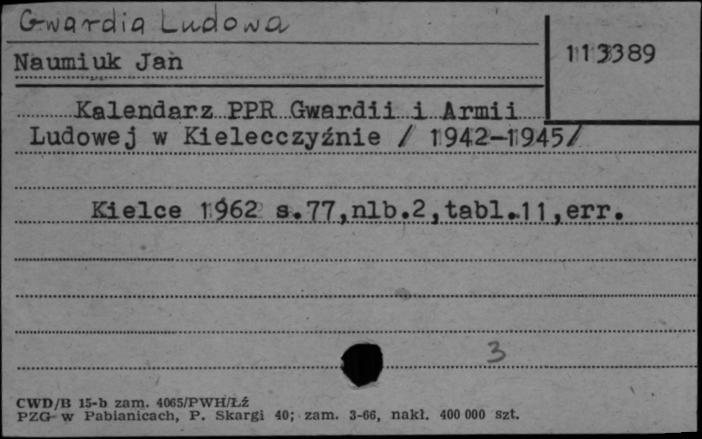 Gwardia Ludowa
Naumiuk Jan
113389
Kalendarz PPR Gwardii i Armii
Ludowej w Kielecczyźnie / 1942-1945/
Kielce 1962 s.77,nlb.2,tabl.11,err.
3
CWD/B 15-b zam. 4065/PWH/Łź
PZG w Pabianicach, P. Skargi 40; zam. 3-66, nakł. 400 000 szt.